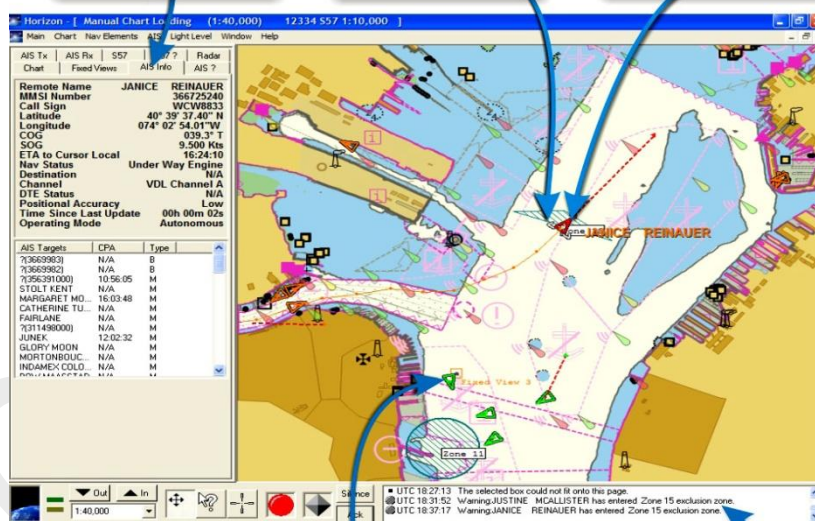 Horizon - [ Manual Chart Loading (1:40,000) 12334 S57 1:10,000 ]
Main Chart Nav Elements AIS Light Level Window Help
AIS Tx AIS Rx S57 ? Radar
Chart Fixed Views AIS Info AIS ?
Remote Name JANICE REINAUER
MMSI Number 366725240
Call Sign WCW8833
Latitude 40° 39' 37.40" N
Longitude 074° 02' 54.01"W
COG 039.3° T
SOG 9.500 Kts
ETA to Cursor Local 16:24:10
Nav Status Under Way Engine
Destination N/A
Channel VDL Channel A
DTE Status N/A
Positional Accuracy Low
Time Since Last Update 00h 00m 02s
Operating Mode Autonomous
AIS Targets CPA Type
?(3669983) N/A B
?(3669982) N/A B
?(356391000) 10:56:05 M
STOLT KENT N/A M
MARGARET MO... 16:03:48 M
CATHERINE TU... N/A M
FAIRLANE N/A M
?(311498000) N/A M
JUNEK 12:02:32 M
GLORY MOON N/A M
MORTONBOUC... N/A M
INDAMEX COLO... N/A M
JANICE REINAUER
Fixed View 3
Zone 11
Out In
1:40,000
Silence
Ack
UTC 18:27:13 The selected box could not fit onto this page.
UTC 18:31:52 Warning:JUSTINE MCALLISTER has entered Zone 15 exclusion zone.
UTC 18:37:17 Warning:JANICE REINAUER has entered Zone 15 exclusion zone.